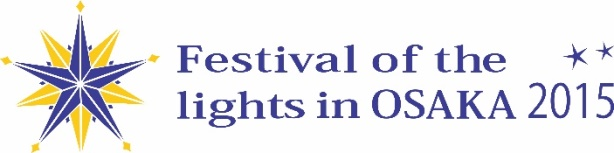 Festival of the
lights in OSAKA 2015